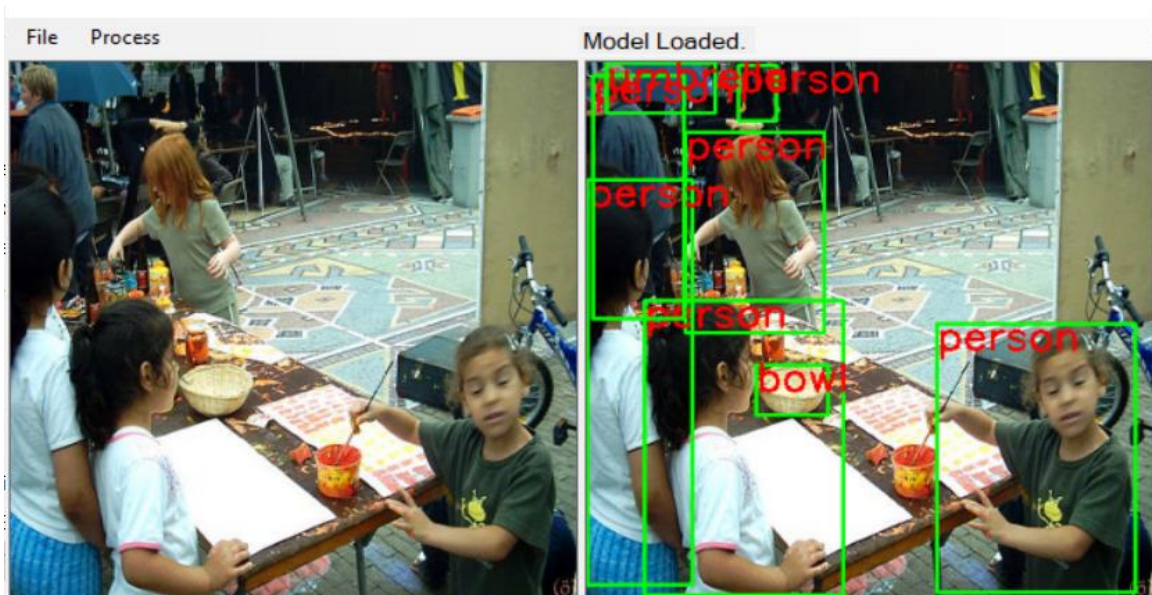 File Process
Model Loaded.
umbrella
person person
person
person
person
person
bowl